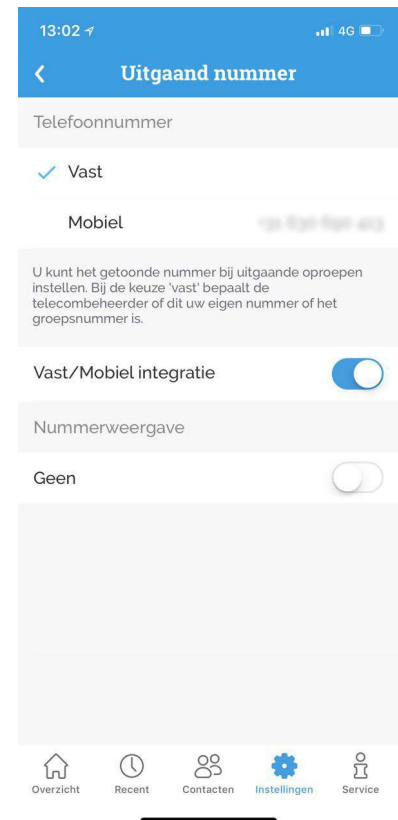 13:02
4G
Uitgaand nummer
Telefoonnummer
Vast
Mobiel
U kunt het getoonde nummer bij uitgaande oproepen
instellen. Bij de keuze 'vast' bepaalt de
telecombeheerder of dit uw eigen nummer of het
groepsnummer is.
Vast/Mobiel integratie
Nummerweergave
Geen
Overzicht Recent Contacten Instellingen Service